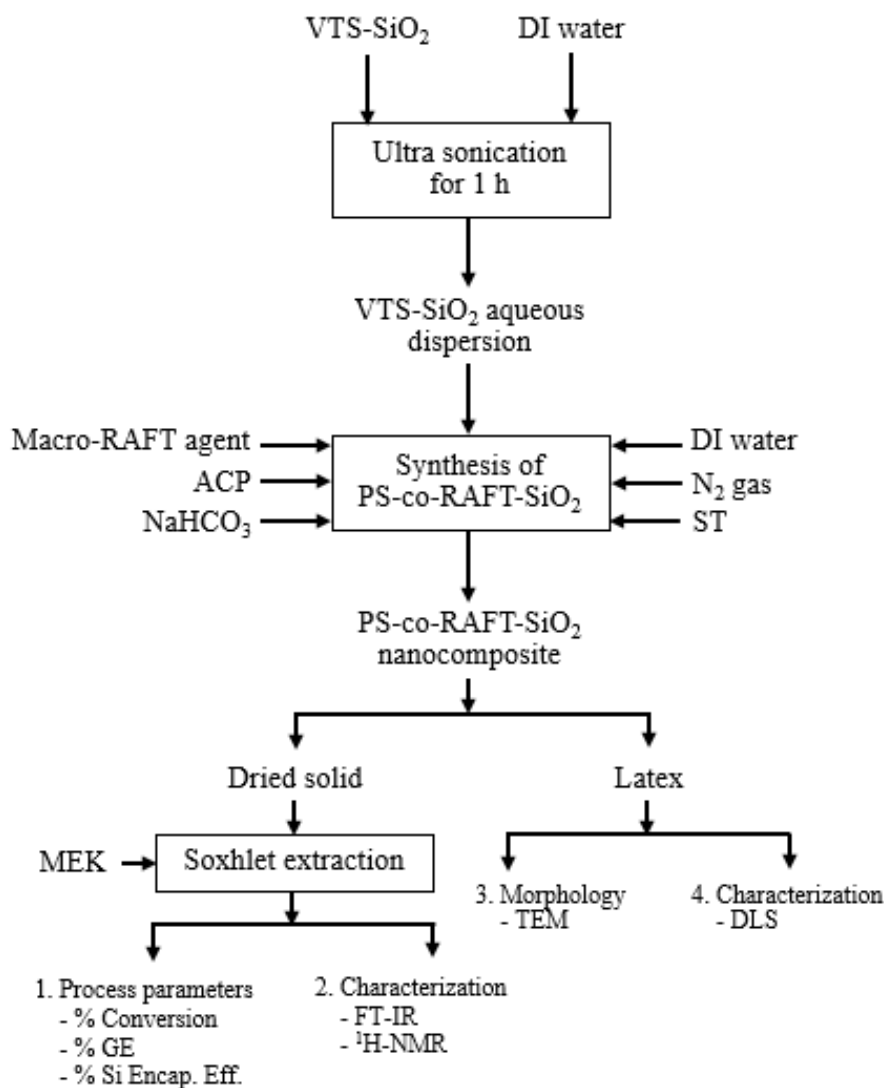 VTS-SiO₂
DI water
Ultra sonication
for 1 h
VTS-SiO₂ aqueous
dispersion
Macro-RAFT agent
ACP
NaHCO₃
Synthesis of
PS-co-RAFT-SiO₂
DI water
N₂ gas
ST
PS-co-RAFT-SiO₂
nanocomposite
Dried solid
Latex
MEK
Soxhlet extraction
3. Morphology
- TEM
4. Characterization
- DLS
1. Process parameters
- % Conversion
- % GE
- % Si Encap. Eff.
2. Characterization
- FT-IR
- ¹H-NMR